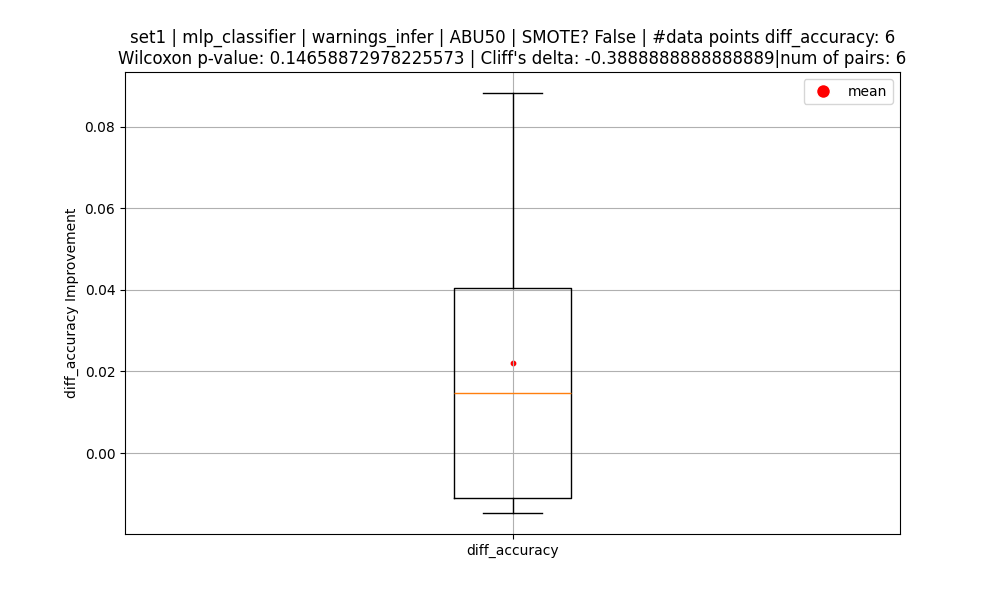 set1 | mlp_classifier | warnings_infer | ABU50 | SMOTE? False | #data points diff_accuracy: 6
Wilcoxon p-value: 0.14658872978225573 | Cliff's delta: -0.3888888888888889|num of pairs: 6
mean
0.08
0.06
0.04
0.02
0.00
diff_accuracy Improvement
diff_accuracy